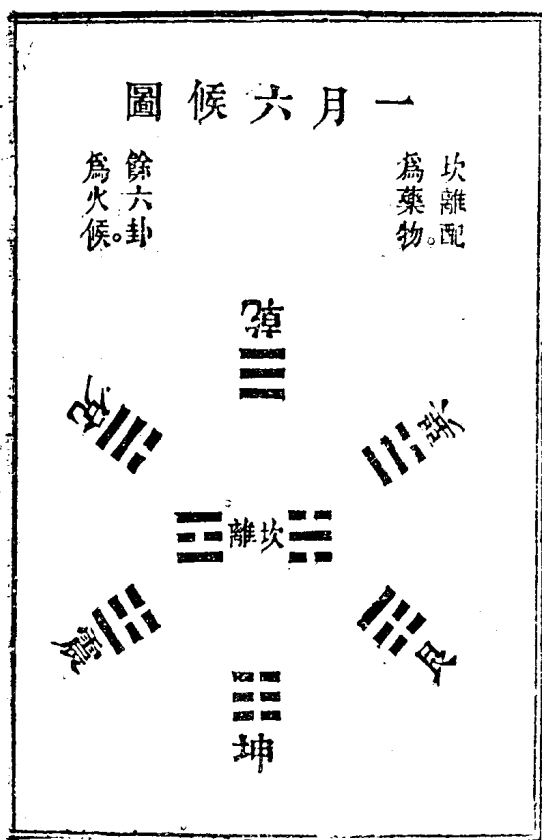 一月六候圖
坎離配
爲藥物。
餘六卦
爲火候。
乾
巽
兌
離坎
艮
震
坤